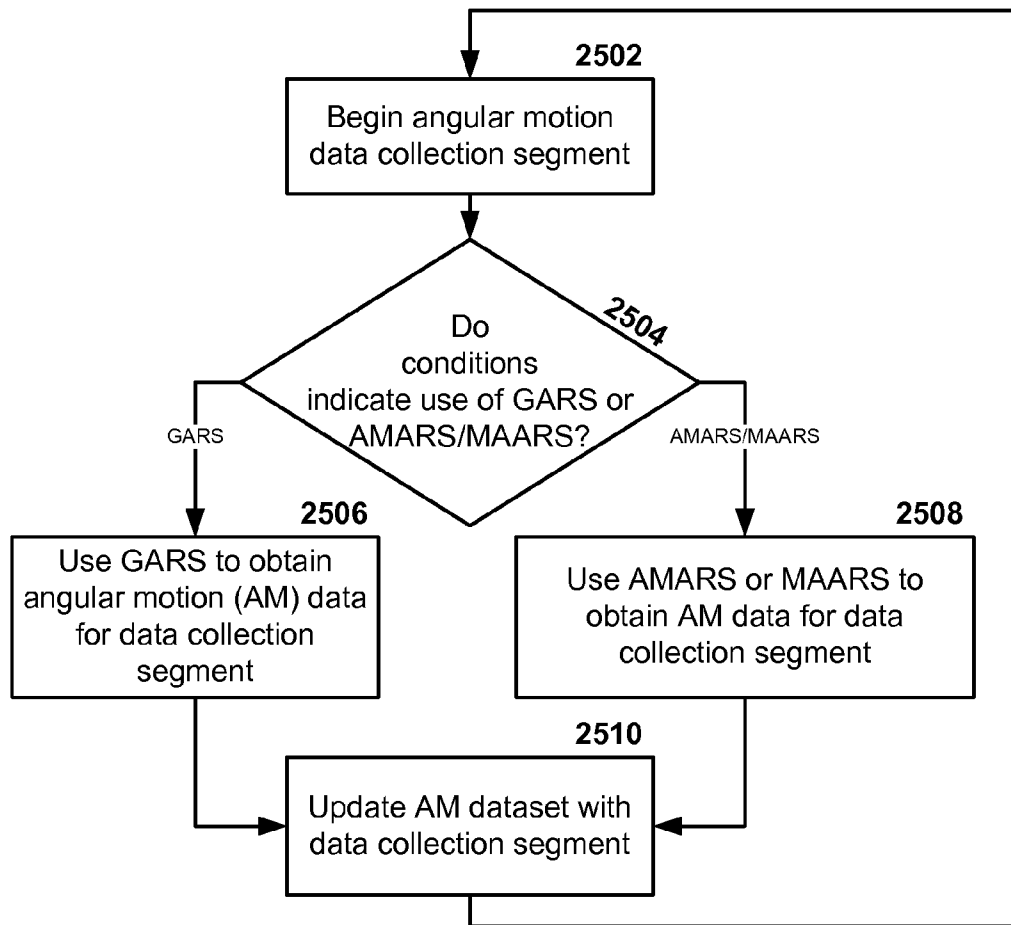 2502
Begin angular motion
data collection segment
2504
Do
conditions
indicate use of GARS or
AMARS/MAARS?
GARS
AMARS/MAARS
2506
Use GARS to obtain
angular motion (AM) data
for data collection
segment
2508
Use AMARS or MAARS to
obtain AM data for data
collection segment
2510
Update AM dataset with
data collection segment